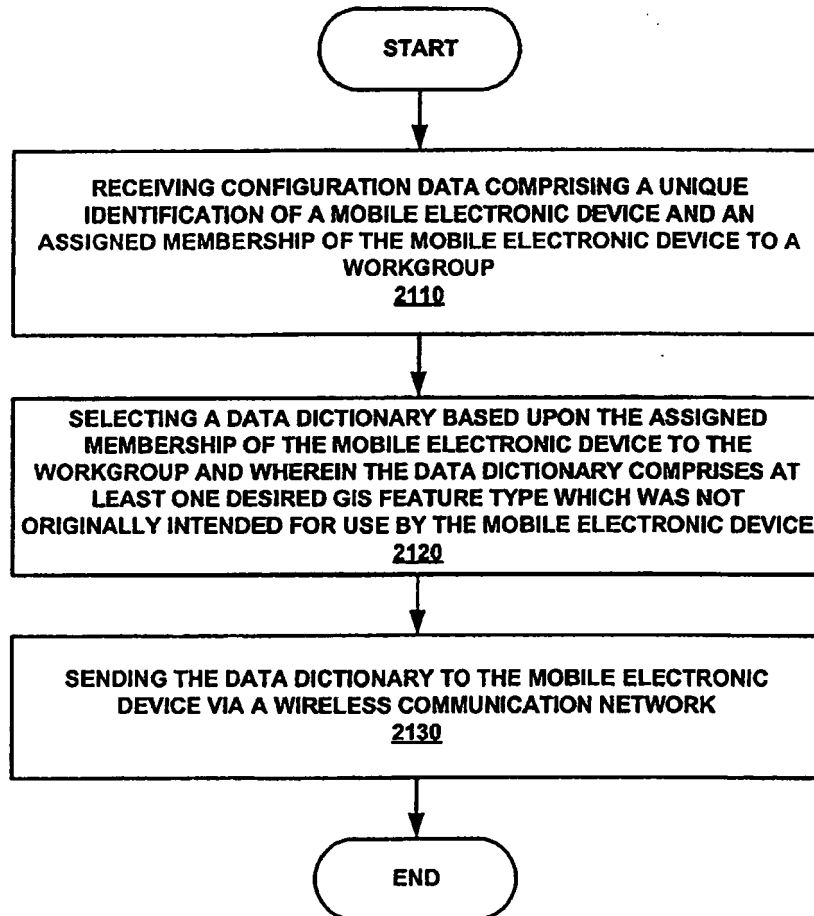 START
RECEIVING CONFIGURATION DATA COMPRISING A UNIQUE
IDENTIFICATION OF A MOBILE ELECTRONIC DEVICE AND AN
ASSIGNED MEMBERSHIP OF THE MOBILE ELECTRONIC DEVICE TO A
WORKGROUP
2110
SELECTING A DATA DICTIONARY BASED UPON THE ASSIGNED
MEMBERSHIP OF THE MOBILE ELECTRONIC DEVICE TO THE
WORKGROUP AND WHEREIN THE DATA DICTIONARY COMPRISES AT
LEAST ONE DESIRED GIS FEATURE TYPE WHICH WAS NOT
ORIGINALLY INTENDED FOR USE BY THE MOBILE ELECTRONIC DEVICE
2120
SENDING THE DATA DICTIONARY TO THE MOBILE ELECTRONIC
DEVICE VIA A WIRELESS COMMUNICATION NETWORK
2130
END